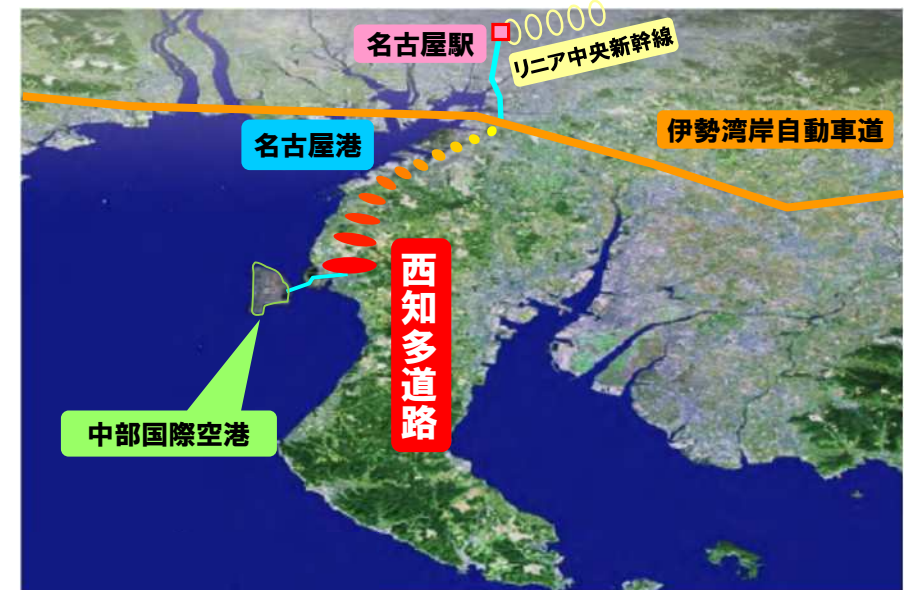 名古屋駅
リニア中央新幹線
名古屋港
伊勢湾岸自動車道
西知多道路
中部国際空港